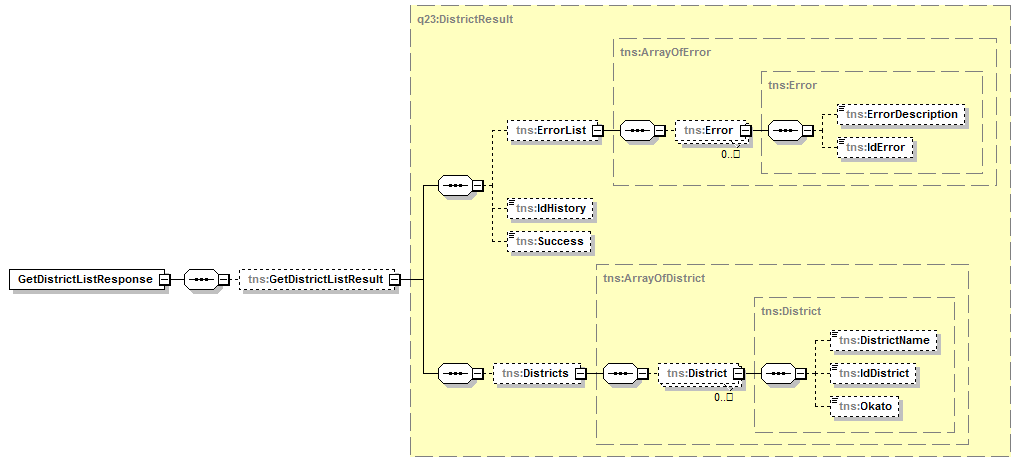 q23:DistrictResult
tns:ArrayOfError
tns:Error
tns:ErrorDescription
tns:ErrorList
tns:Error
0..□
tns:IdError
tns:IdHistory
tns:Success
GetDistrictListResponse
tns:GetDistrictListResult
tns:ArrayOfDistrict
tns:District
tns:DistrictName
tns:Districts
tns:District
0..□
tns:IdDistrict
tns:Okato